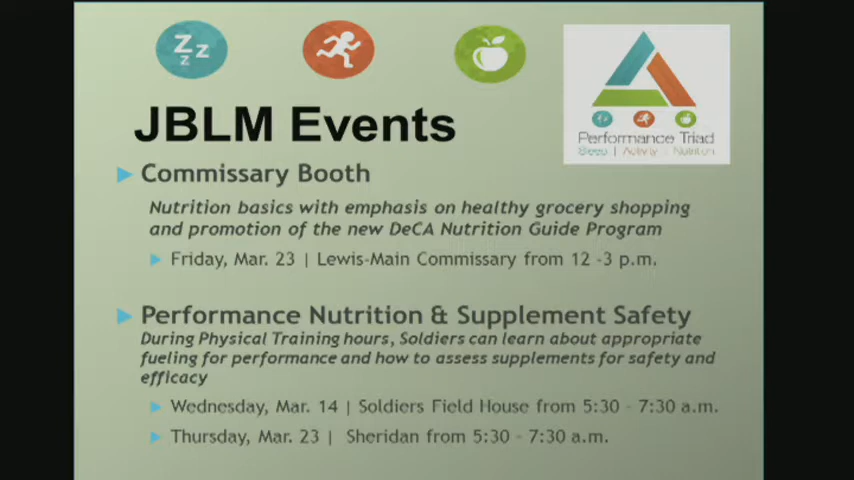 Z Z Z
JBLM Events
Performance Triad
Sleep | Activity | Nutrition
Commissary Booth
Nutrition basics with emphasis on healthy grocery shopping
and promotion of the new DeCA Nutrition Guide Program
Friday, Mar. 23 | Lewis-Main Commissary from 12 -3 p.m.
Performance Nutrition & Supplement Safety
During Physical Training hours, Soldiers can learn about appropriate
fueling for performance and how to assess supplements for safety and
efficacy
Wednesday, Mar. 14 | Soldiers Field House from 5:30 – 7:30 a.m.
Thursday, Mar. 23 | Sheridan from 5:30 – 7:30 a.m.